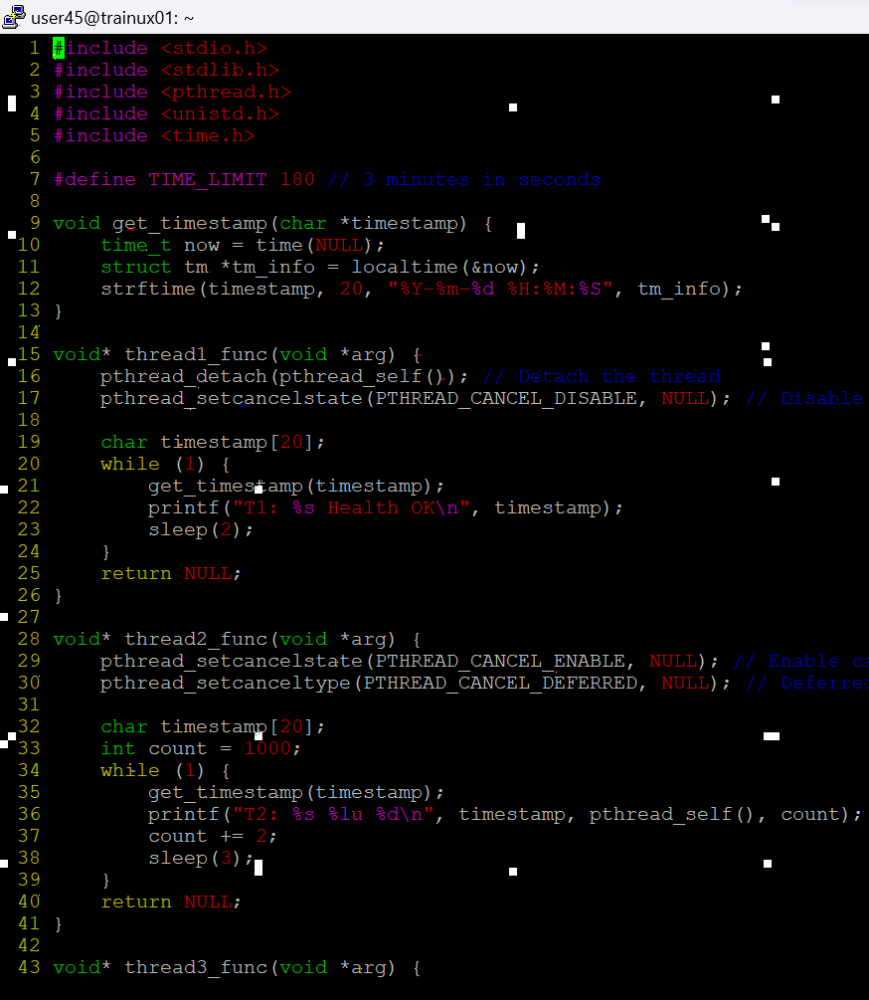 user45@trainux01: ~
1 #include <stdio.h>
2 #include <stdlib.h>
3 #include <pthread.h>
4 #include <unistd.h>
5 #include <time.h>
6
7 #define TIME_LIMIT 180 // 3 minutes in seconds
8
9 void get_timestamp(char *timestamp) {
10     time_t now = time(NULL);
11     struct tm *tm_info = localtime(&now);
12     strftime(timestamp, 20, "%Y-%m-%d %H:%M:%S", tm_info);
13 }
14
15 void* thread1_func(void *arg) {
16     pthread_detach(pthread_self()); // Detach the thread
17     pthread_setcancelstate(PTHREAD_CANCEL_DISABLE, NULL); // Disable
18
19     char timestamp[20];
20     while (1) {
21         get_timestamp(timestamp);
22         printf("T1: %s Health OK\n", timestamp);
23         sleep(2);
24     }
25     return NULL;
26 }
27
28 void* thread2_func(void *arg) {
29     pthread_setcancelstate(PTHREAD_CANCEL_ENABLE, NULL); // Enable ca
30     pthread_setcanceltype(PTHREAD_CANCEL_DEFERRED, NULL); // Deferred
31
32     char timestamp[20];
33     int count = 1000;
34     while (1) {
35         get_timestamp(timestamp);
36         printf("T2: %s %lu %d\n", timestamp, pthread_self(), count);
37         count += 2;
38         sleep(3);
39     }
40     return NULL;
41 }
42
43 void* thread3_func(void *arg) {